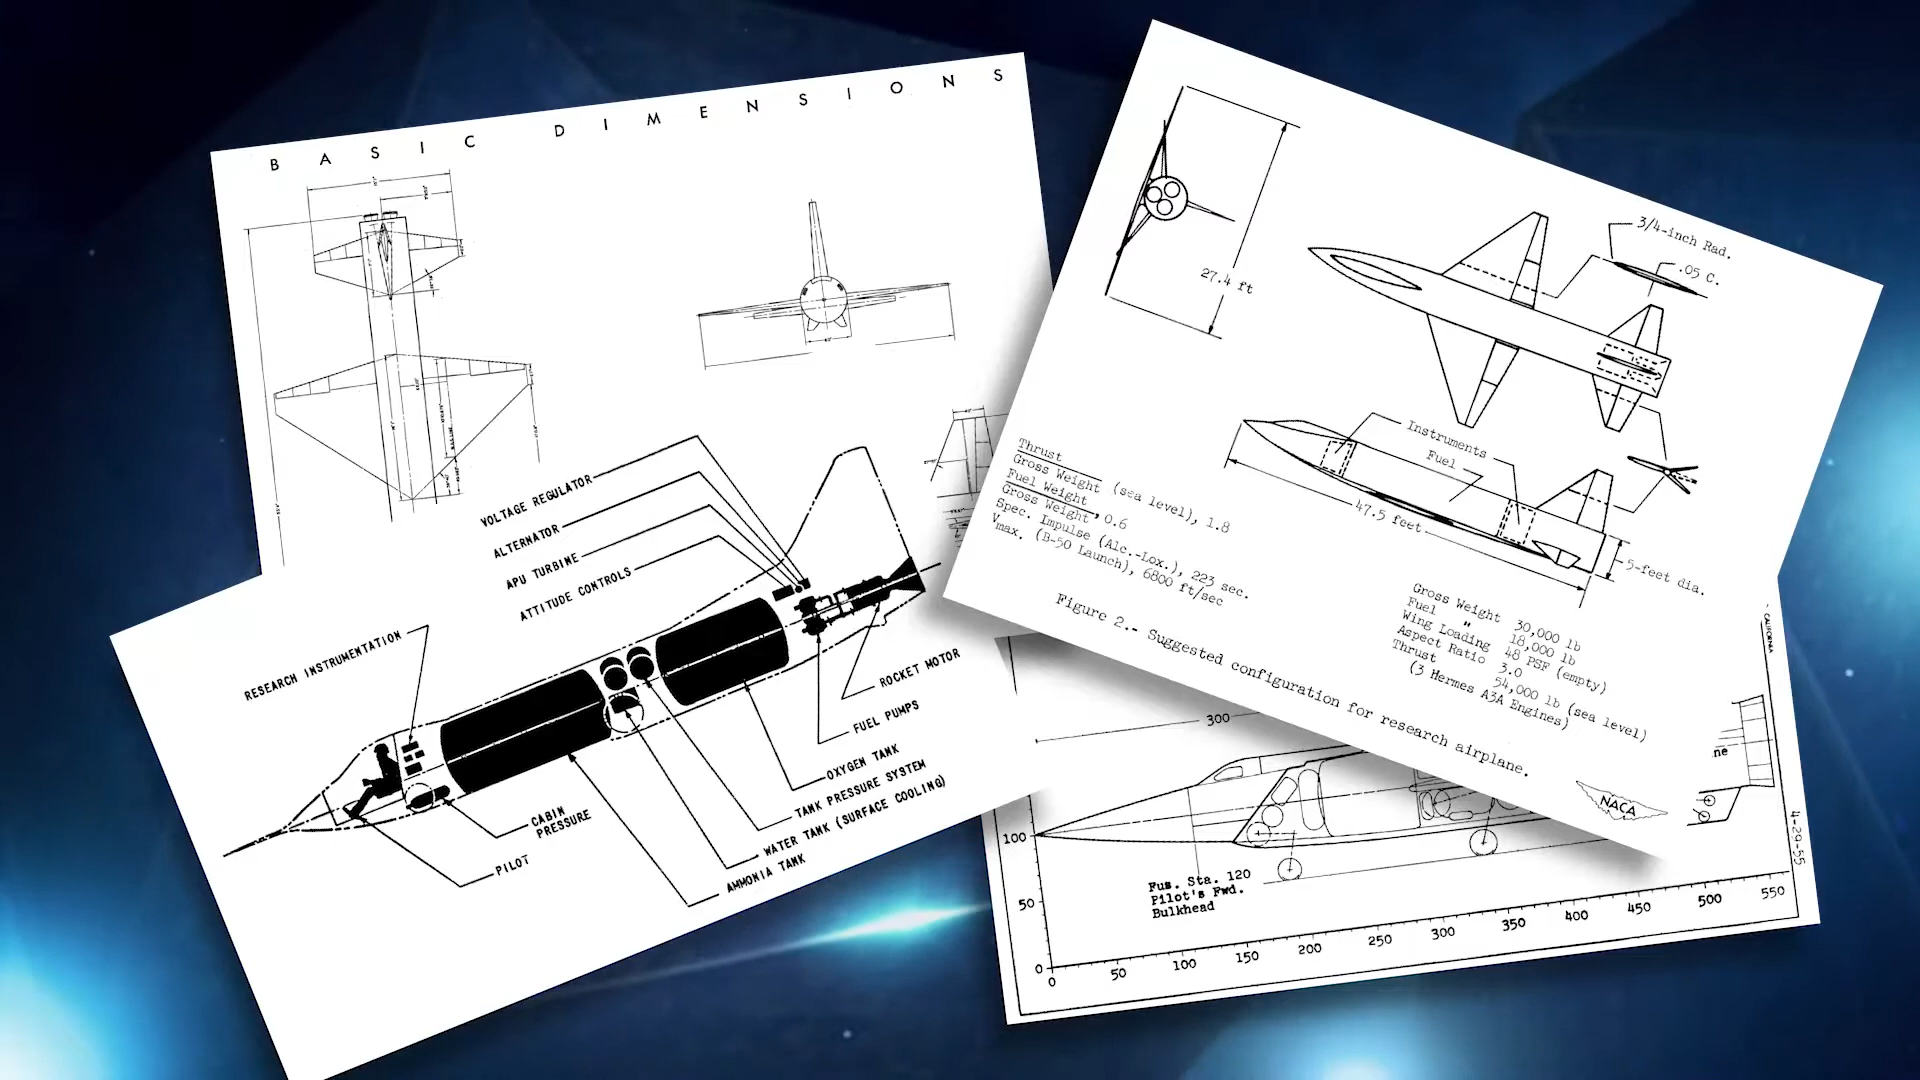 BASIC DIMENSIONS
VOLTAGE REGULATOR
ALTERNATOR
APU TURBINE
ATTITUDE CONTROLS
RESEARCH INSTRUMENTATION
ROCKET MOTOR
FUEL PUMPS
OXYGEN TANK
TANK PRESSURE SYSTEM
WATER TANK (SURFACE COOLING)
AMMONIA TANK
CABIN
PRESSURE
PILOT
27.4 ft
3/4-inch Rad.
.05 C.
Instruments
Fuel
47.5 feet
5-feet dia.
Thrust
Gross Weight (sea level), 1.8
Fuel Weight
Gross Weight, 0.6
Spec. Impulse (Alc.-Lox.), 223 sec.
Vmax. (B-50 Launch), 6800 ft/sec
Gross Weight 30,000 lb
Fuel " 18,000 lb
Wing Loading 48 PSF (empty)
Aspect Ratio 3.0
Thrust 54,000 lb (sea level)
(3 Hermes A3A Engines)
Figure 2.- Suggested configuration for research airplane.
NACA
CALIFORNIA
300
ne
4-29-55
Fus. Sta. 120
Pilot's Fwd.
Bulkhead
100
50
0
0 50 100 150 200 250 300 350 400 450 500 550